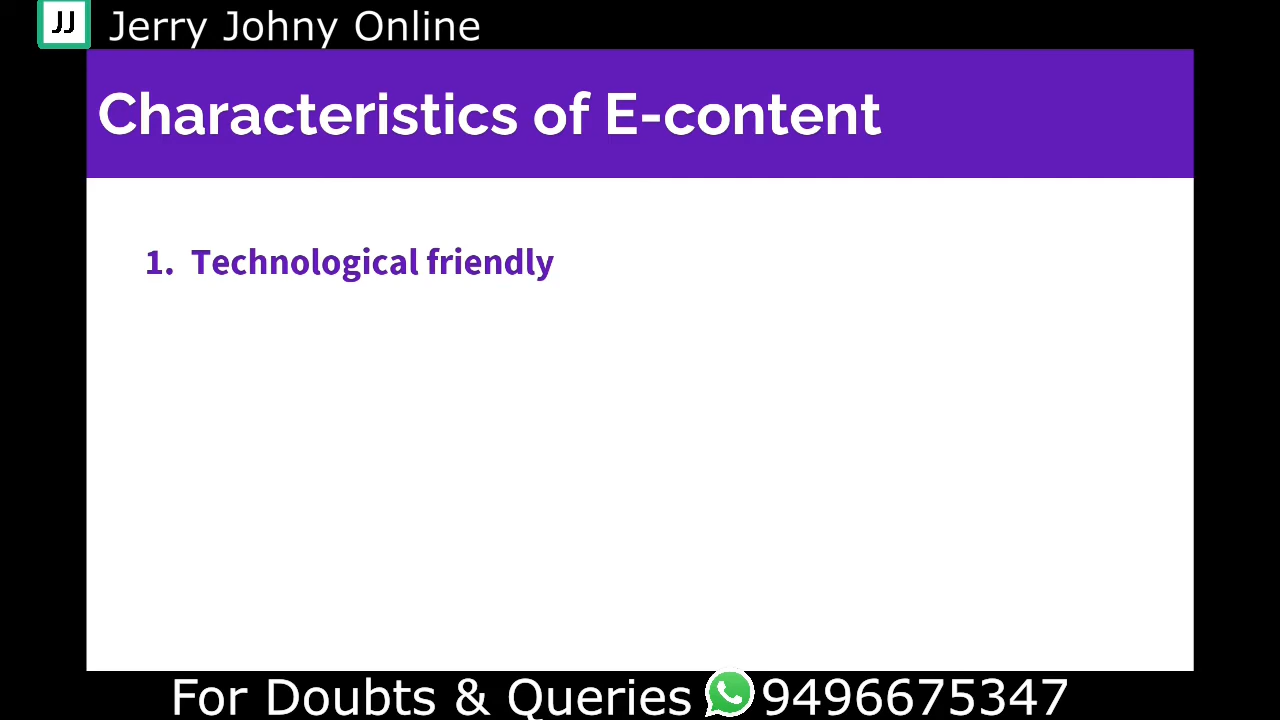 JJ Jerry Johny Online
Characteristics of E-content
1. Technological friendly
For Doubts & Queries 9496675347